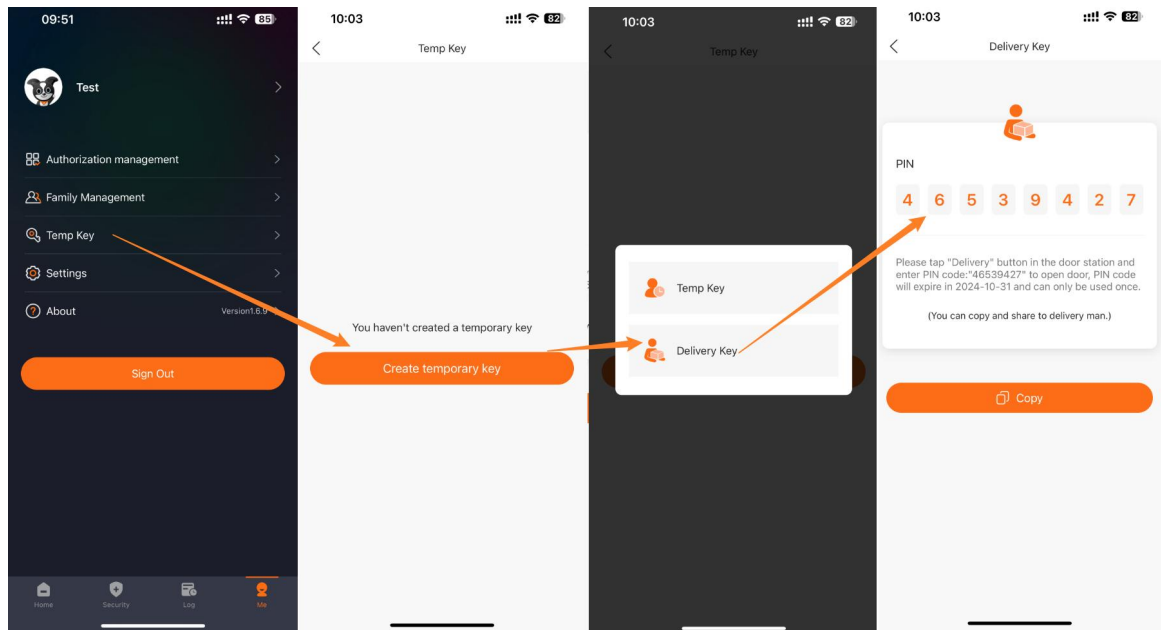 09:51
85
Test
Authorization management
Family Management
Temp Key
Settings
About
Version1.6.9
Sign Out
Home
Security
Log
Me
10:03
82
Temp Key
You haven't created a temporary key
Create temporary key
10:03
82
Temp Key
Temp Key
Delivery Key
10:03
82
Delivery Key
PIN
4 6 5 3 9 4 2 7
Please tap "Delivery" button in the door station and
enter PIN code:"46539427" to open door, PIN code
will expire in 2024-10-31 and can only be used once.
(You can copy and share to delivery man.)
Copy